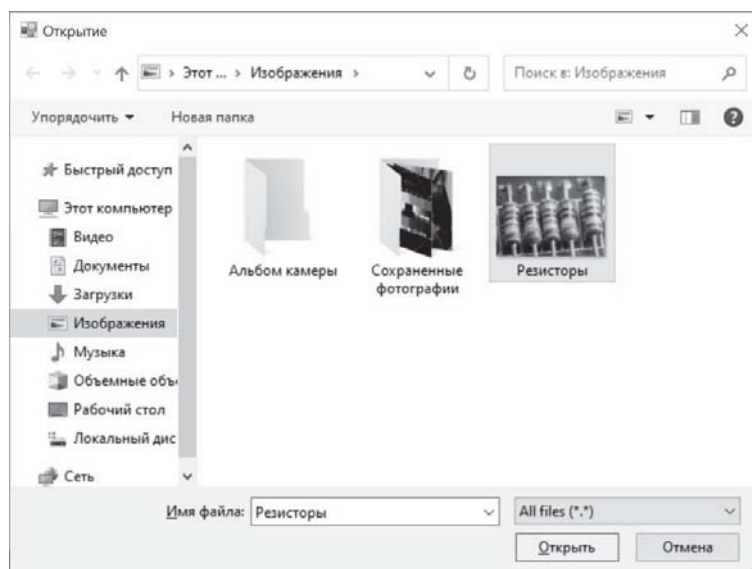 Открытие
Этот ... > Изображения >
Поиск в: Изображения
Упорядочить
Новая папка
Быстрый доступ
Этот компьютер
Видео
Документы
Загрузки
Изображения
Музыка
Объемные объ
Рабочий стол
Локальный дис
Сеть
Альбом камеры
Сохраненные
фотографии
Резисторы
Имя файла: Резисторы
All files (*.*)
Открыть
Отмена